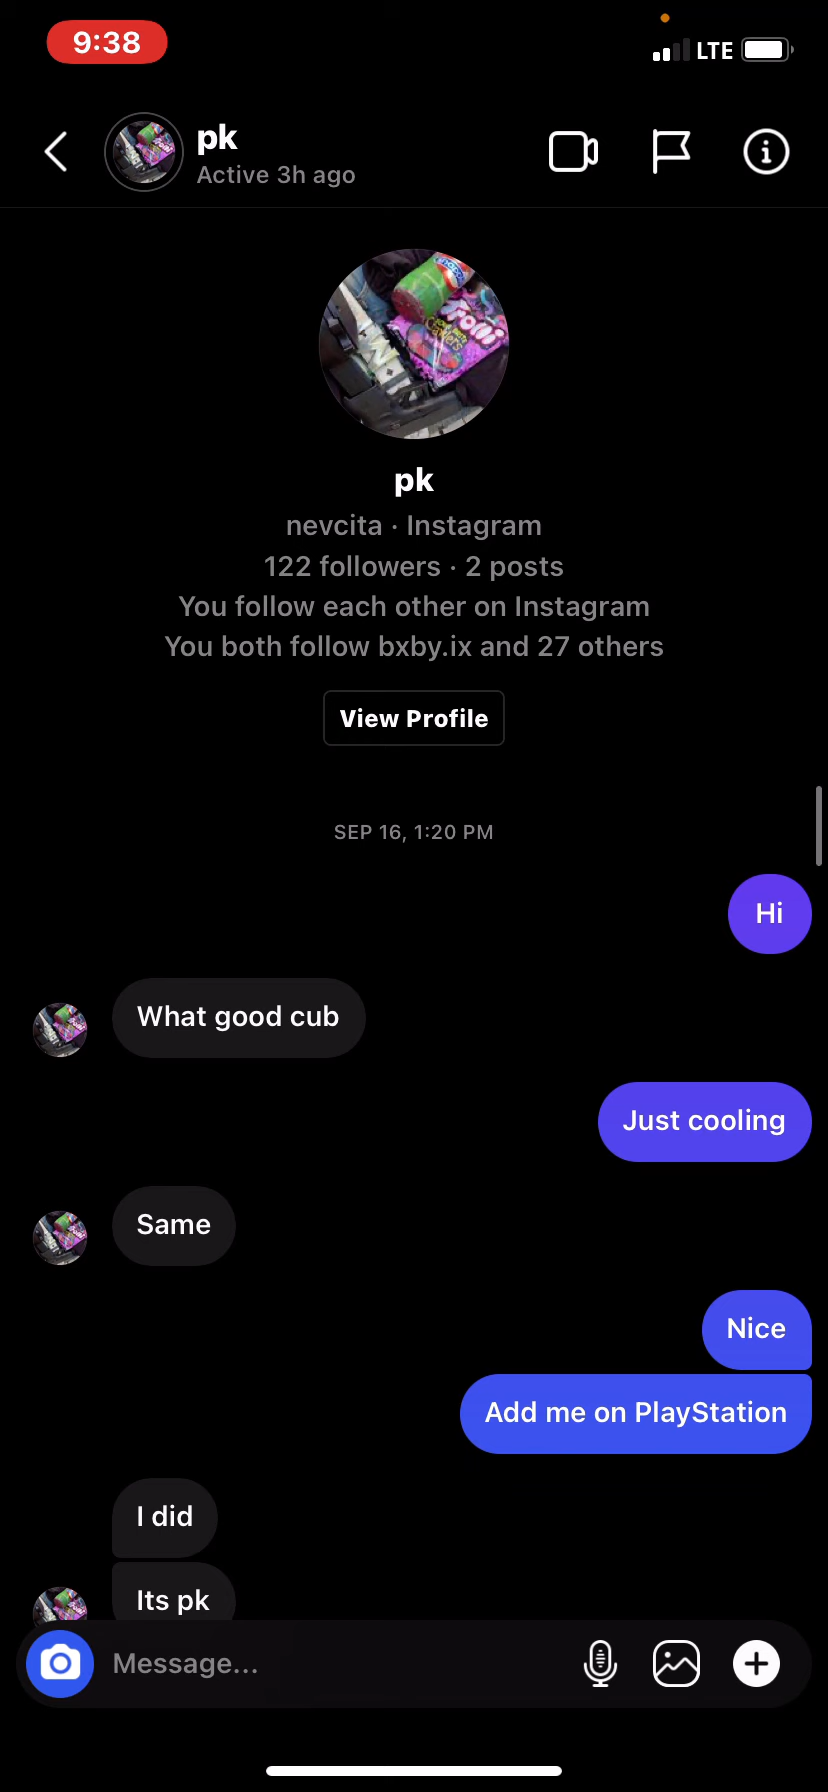 9:38
LTE
pk
Active 3h ago
Trolli
pk
nevcita · Instagram
122 followers · 2 posts
You follow each other on Instagram
You both follow bxby.ix and 27 others
View Profile
SEP 16, 1:20 PM
Hi
What good cub
Just cooling
Same
Nice
Add me on PlayStation
I did
Its pk
Message...